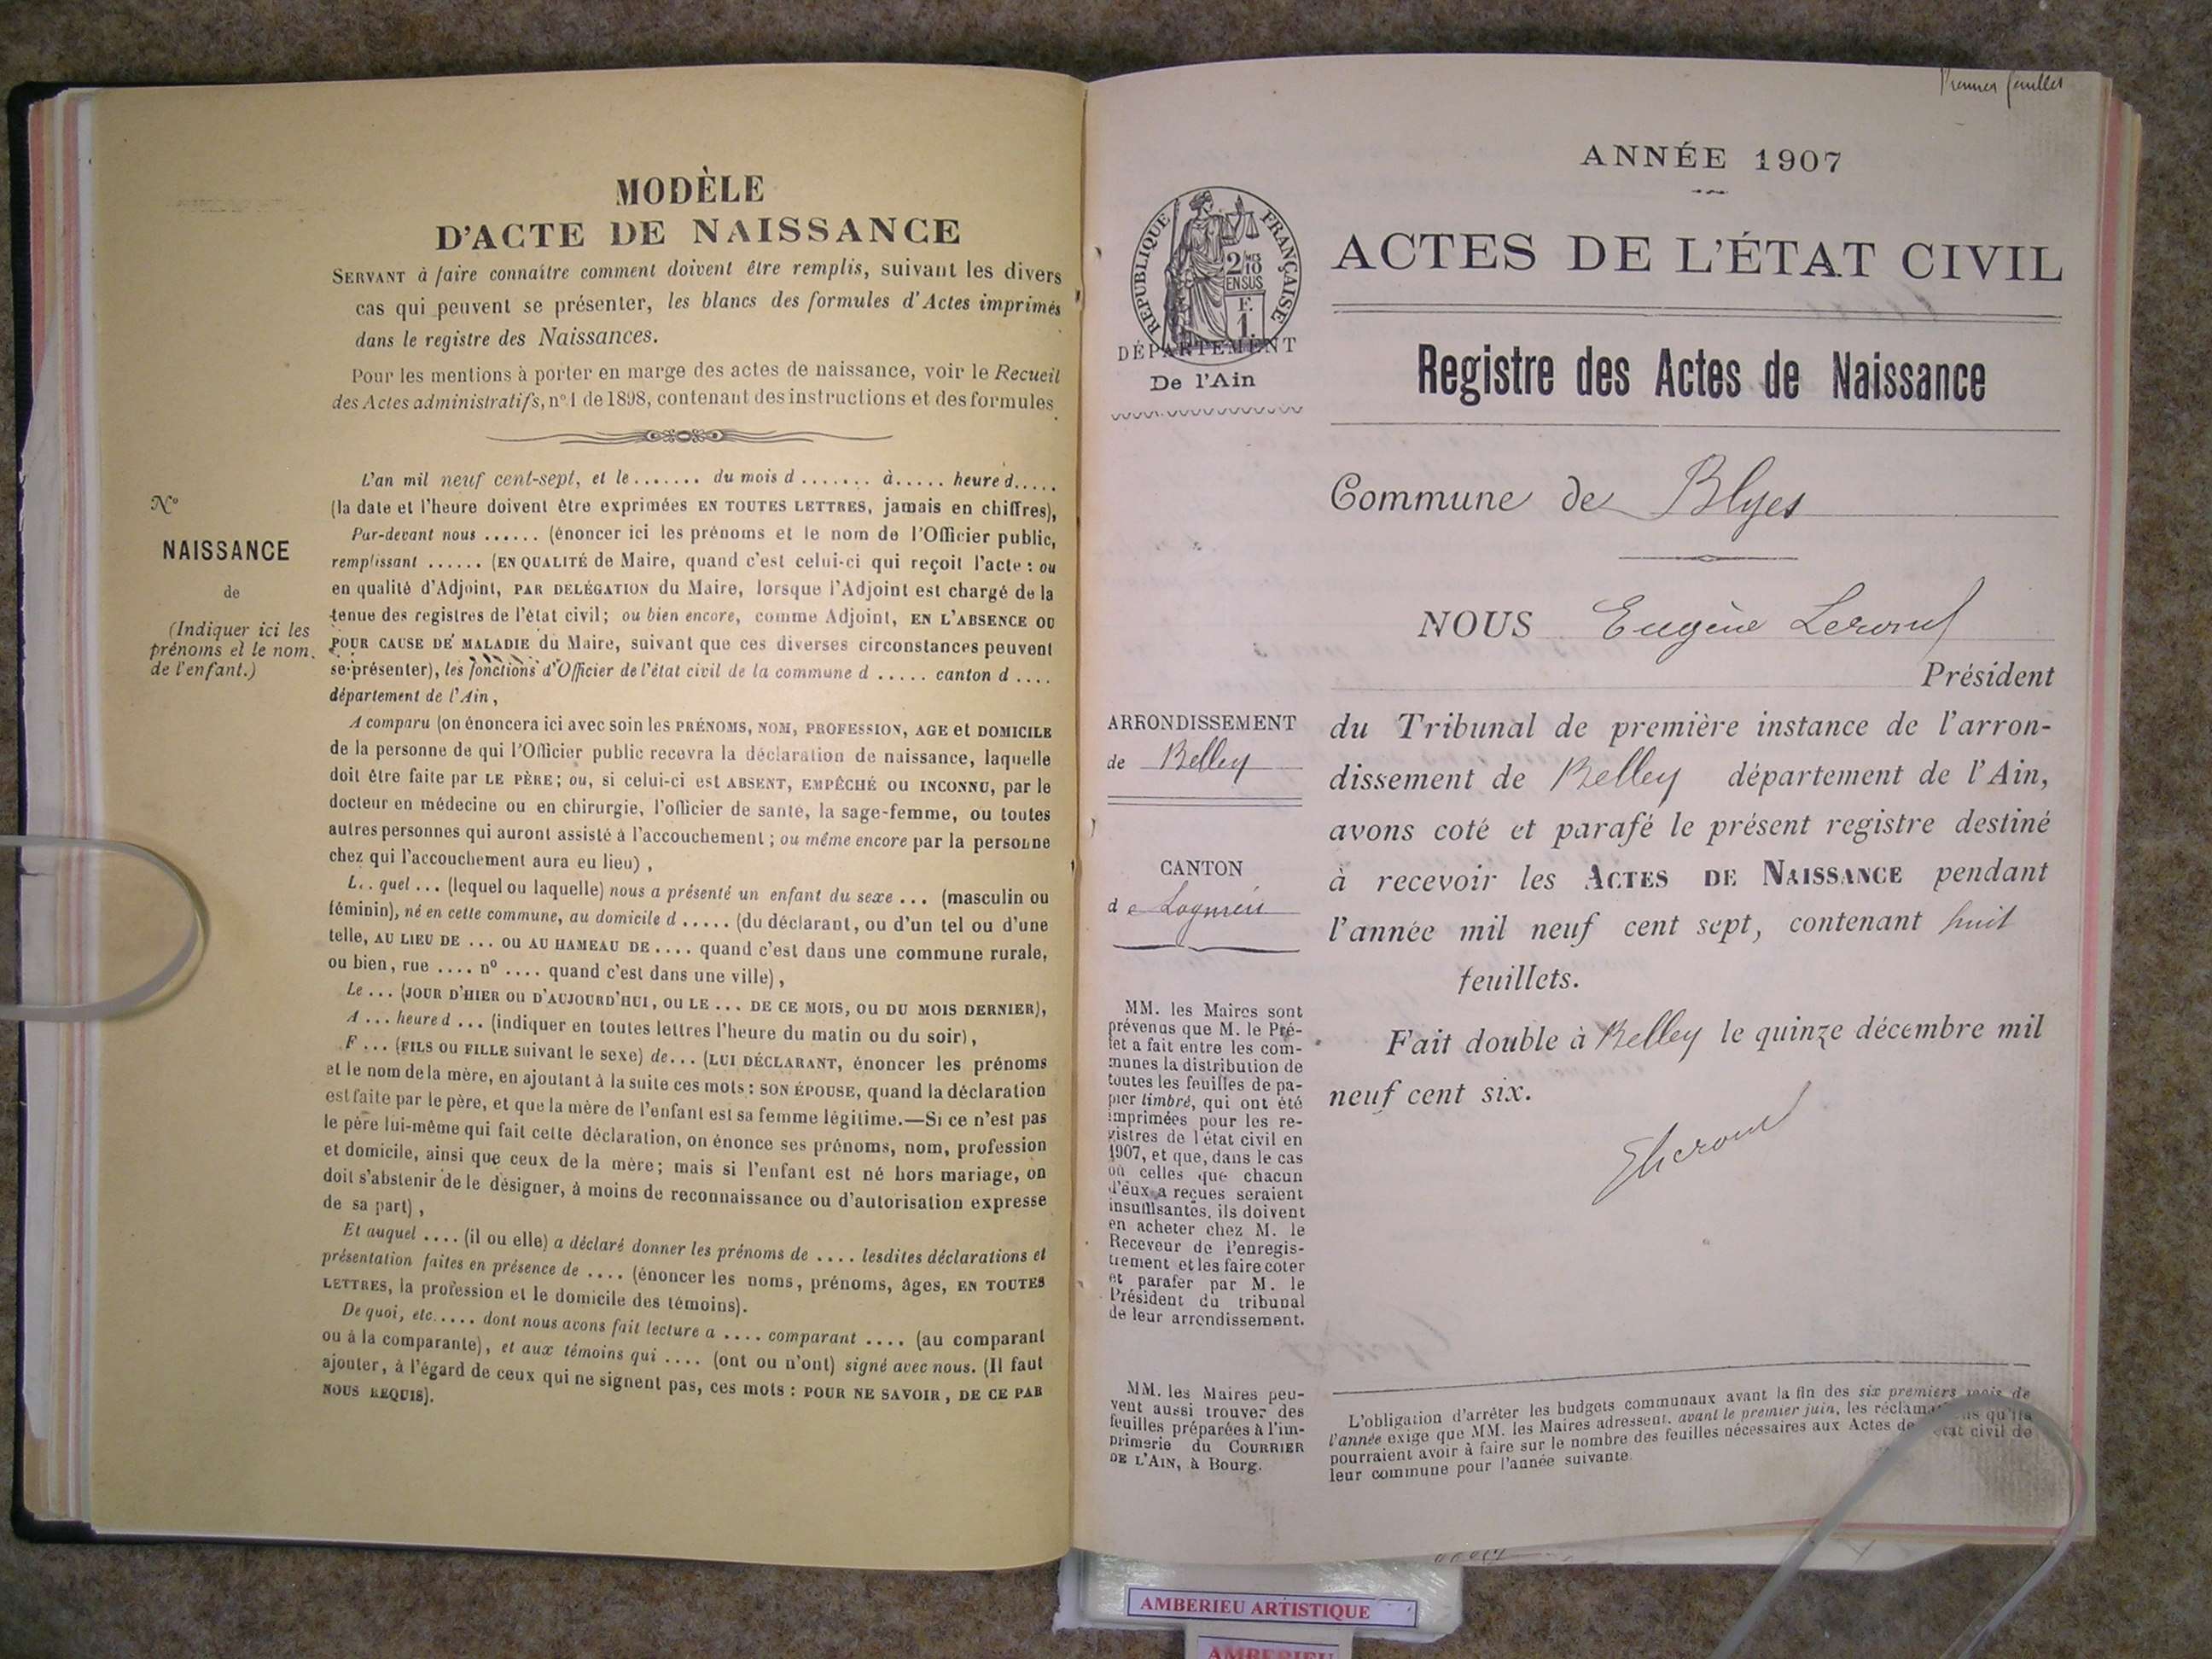 MODÈLE
D'ACTE DE NAISSANCE
SERVANT à faire connaître comment doivent être remplis, suivant les divers
cas qui peuvent se présenter, les blancs des formules d'Actes imprimés
dans le registre des Naissances.
Pour les mentions à porter en marge des actes de naissance, voir le Recueil
des Actes administratifs, n° 1 de 1898, contenant des instructions et des formules
N°
NAISSANCE
de
(Indiquer ici les
prénoms et le nom
de l'enfant.)
L'an mil neuf cent-sept, et le ....... du mois d ....... à ..... heure d.....
(la date et l'heure doivent être exprimées EN TOUTES LETTRES, jamais en chiffres),
Par-devant nous ...... (énoncer ici les prénoms et le nom de l'Officier public,
remplissant ...... (EN QUALITÉ de Maire, quand c'est celui-ci qui reçoit l'acte : ou
en qualité d'Adjoint, PAR DÉLÉGATION du Maire, lorsque l'Adjoint est chargé de la
tenue des registres de l'état civil; ou bien encore, comme Adjoint, EN L'ABSENCE OU
POUR CAUSE DE MALADIE du Maire, suivant que ces diverses circonstances peuvent
se présenter), les fonctions d'Officier de l'état civil de la commune d ..... canton d ....
département de l'Ain,
A comparu (on énoncera ici avec soin les PRÉNOMS, NOM, PROFESSION, AGE et DOMICILE
de la personne de qui l'Officier public recevra la déclaration de naissance, laquelle
doit être faite par LE PÈRE; ou, si celui-ci est ABSENT, EMPÊCHÉ OU INCONNU, par le
docteur en médecine ou en chirurgie, l'officier de santé, la sage-femme, ou toutes
autres personnes qui auront assisté à l'accouchement; ou même encore par la personne
chez qui l'accouchement aura eu lieu),
L.. quel ... (lequel ou laquelle) nous a présenté un enfant du sexe ... (masculin ou
féminin), né en cette commune, au domicile d ..... (du déclarant, ou d'un tel ou d'une
telle, AU LIEU DE ... OU AU HAMEAU DE .... quand c'est dans une commune rurale,
ou bien, rue .... n° .... quand c'est dans une ville),
Le ... (JOUR D'HIER OU D'AUJOURD'HUI, OU LE ... DE CE MOIS, OU DU MOIS DERNIER),
A ... heure d ... (indiquer en toutes lettres l'heure du matin ou du soir),
F ... (FILS OU FILLE suivant le sexe) de... (LUI DÉCLARANT, énoncer les prénoms
et le nom de la mère, en ajoutant à la suite ces mots : SON ÉPOUSE, quand la déclaration
est faite par le père, et que la mère de l'enfant est sa femme légitime.—Si ce n'est pas
le père lui-même qui fait cette déclaration, on énonce ses prénoms, nom, profession
et domicile, ainsi que ceux de la mère; mais si l'enfant est né hors mariage, on
doit s'abstenir de le désigner, à moins de reconnaissance ou d'autorisation expresse
de sa part),
Et auquel .... (il ou elle) a déclaré donner les prénoms de .... lesdites déclarations et
présentation faites en présence de .... (énoncer les noms, prénoms, âges, EN TOUTES
LETTRES, la profession et le domicile des témoins).
De quoi, etc..... dont nous avons fait lecture a .... comparant .... (au comparant
ou à la comparante), et aux témoins qui .... (ont ou n'ont) signé avec nous. (Il faut
ajouter, à l'égard de ceux qui ne signent pas, ces mots : POUR NE SAVOIR, DE CE PAR
NOUS REQUIS).
Premier feuillet
ANNÉE 1907
RÉPUBLIQUE FRANÇAISE
2/10
EN SUS
F.
1.
DÉPARTEMENT
De l'Ain
ACTES DE L'ÉTAT CIVIL
Registre des Actes de Naissance
Commune de Blyes
NOUS Eugène Lerouf
Président
du Tribunal de première instance de l'arron-
dissement de Belley département de l'Ain,
avons coté et parafé le présent registre destiné
à recevoir les ACTES DE NAISSANCE pendant
l'année mil neuf cent sept, contenant huit
feuillets.
Fait double à Belley le quinze décembre mil
neuf cent six.
ARRONDISSEMENT
de Belley
CANTON
de Lagnieu
MM. les Maires sont
prévenus que M. le Pré-
fet a fait entre les com-
munes la distribution de
toutes les feuilles de pa-
pier timbré, qui ont été
imprimées pour les re-
gistres de l'état civil en
1907, et que, dans le cas
où celles que chacun
d'eux a reçues seraient
insuffisantes, ils doivent
en acheter chez M. le
Receveur de l'enregis-
trement et les faire coter
et parafer par M. le
Président du tribunal
de leur arrondissement.
MM. les Maires peu-
vent aussi trouver des
feuilles préparées à l'im-
primerie du COURRIER
DE L'AIN, à Bourg.
L'obligation d'arrêter les budgets communaux avant la fin des six premiers mois de
l'année exige que MM. les Maires adressent, avant le premier juin, les réclamations qu'ils
pourraient avoir à faire sur le nombre des feuilles nécessaires aux Actes de l'état civil de
leur commune pour l'année suivante.
AMBERIEU ARTISTIQUE
AMBERIEU